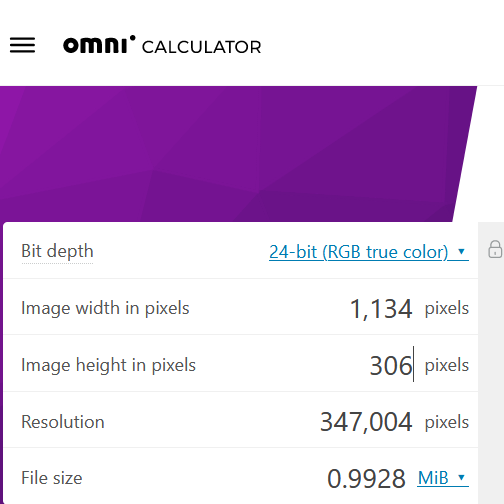 omni CALCULATOR
Bit depth 24-bit (RGB true color)
Image width in pixels 1,134 pixels
Image height in pixels 306 pixels
Resolution 347,004 pixels
File size 0.9928 MiB